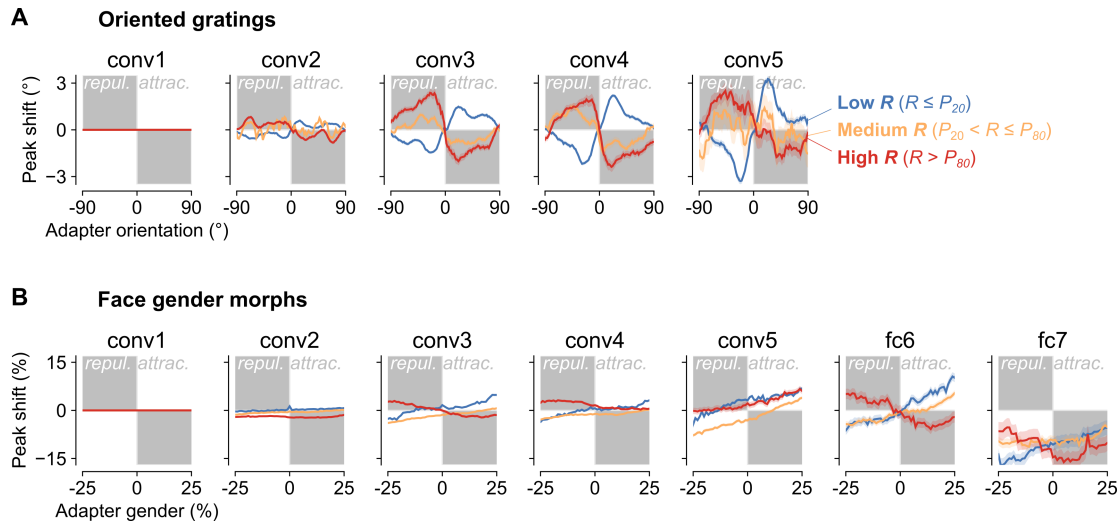 A
Oriented gratings
conv1 conv2 conv3 conv4 conv5
Peak shift (°)
3
0
−3
repul. attrac. repul. attrac. repul. attrac. repul. attrac. repul. attrac.
Low R (R ≤ P20)
Medium R (P20 < R ≤ P80)
High R (R > P80)
-90 0 90 -90 0 90 -90 0 90 -90 0 90 -90 0 90
Adapter orientation (°)
B
Face gender morphs
conv1 conv2 conv3 conv4 conv5 fc6 fc7
Peak shift (%)
15
0
−15
repul. attrac. repul. attrac. repul. attrac. repul. attrac. repul. attrac. repul. attrac. repul. attrac.
-25 0 25 -25 0 25 -25 0 25 -25 0 25 -25 0 25 -25 0 25 -25 0 25
Adapter gender (%)